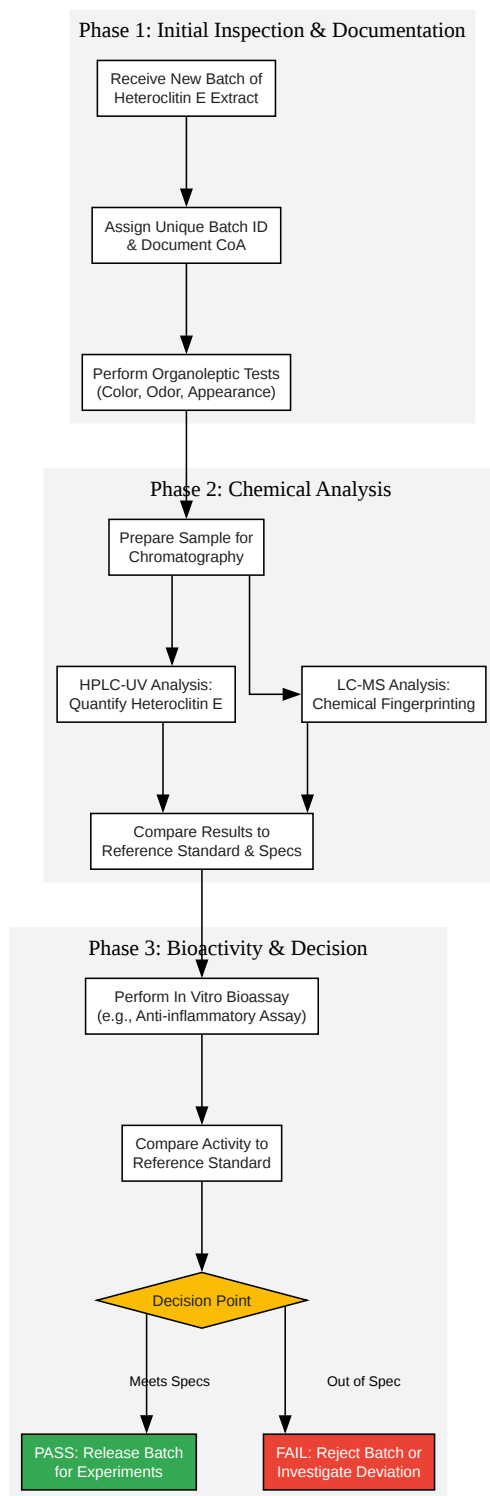 Phase 1: Initial Inspection & Documentation
Receive New Batch of
Heteroclitin E Extract
Assign Unique Batch ID
& Document CoA
Perform Organoleptic Tests
(Color, Odor, Appearance)
Phase 2: Chemical Analysis
Prepare Sample for
Chromatography
HPLC-UV Analysis:
Quantify Heteroclitin E
LC-MS Analysis:
Chemical Fingerprinting
Compare Results to
Reference Standard & Specs
Phase 3: Bioactivity & Decision
Perform In Vitro Bioassay
(e.g., Anti-inflammatory Assay)
Compare Activity to
Reference Standard
Decision Point
Meets Specs
Out of Spec
PASS: Release Batch
for Experiments
FAIL: Reject Batch or
Investigate Deviation